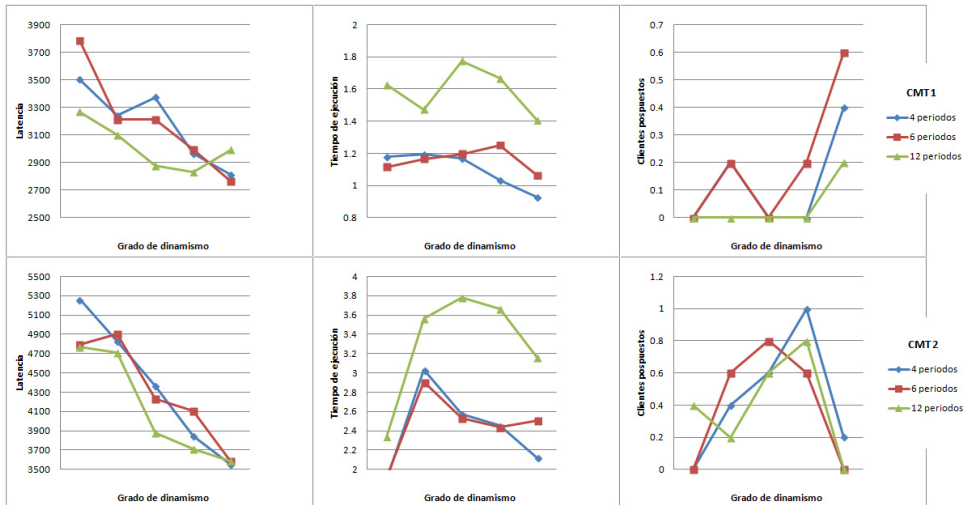 3900
3700
3500
3300
3100
2900
2700
2500
Latencia
Grado de dinamismo
2
1.8
1.6
1.4
1.2
1
0.8
Tiempo de ejecución
Grado de dinamismo
0.7
0.6
0.5
0.4
0.3
0.2
0.1
0
Clientes pospuestos
Grado de dinamismo
CMT1
4 periodos
6 periodos
12 periodos
5500
5300
5100
4900
4700
4500
4300
4100
3900
3700
3500
Latencia
Grado de dinamismo
4
3.8
3.6
3.4
3.2
3
2.8
2.6
2.4
2.2
2
Tiempo de ejecución
Grado de dinamismo
1.2
1
0.8
0.6
0.4
0.2
0
Clientes pospuestos
Grado de dinamismo
CMT2
4 periodos
6 periodos
12 periodos